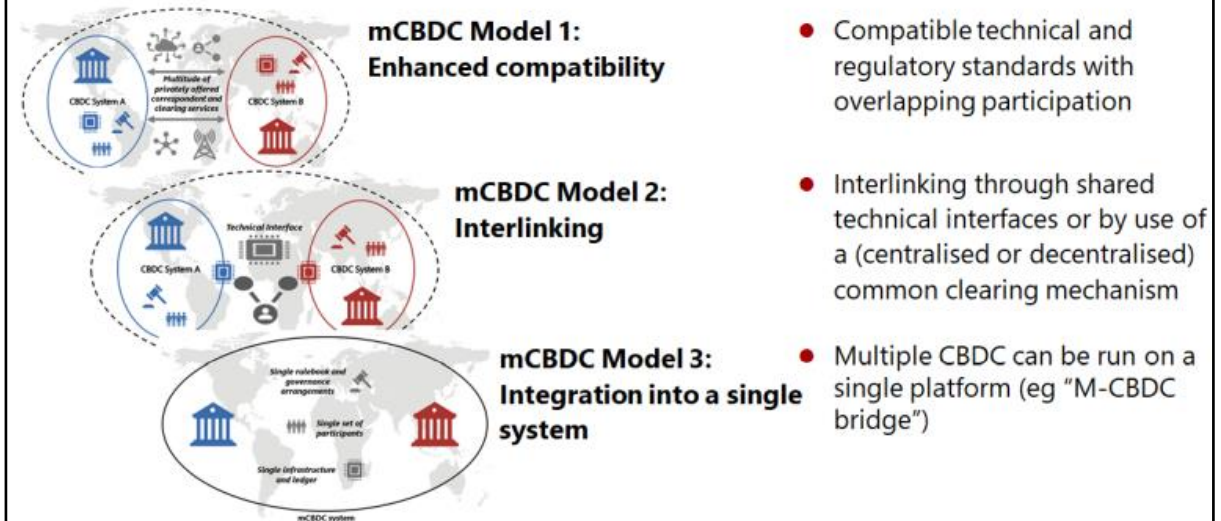 mCBDC Model 1:
Enhanced compatibility
Multitude of
privately offered
correspondent and
clearing services
CBDC System A
CBDC System B
● Compatible technical and
regulatory standards with
overlapping participation
mCBDC Model 2:
Interlinking
Technical Interface
CBDC System A
CBDC System B
● Interlinking through shared
technical interfaces or by use of
a (centralised or decentralised)
common clearing mechanism
mCBDC Model 3:
Integration into a single
system
Single rulebook and
governance
arrangements
Single set of
participants
Single infrastructure
and ledger
mCBDC system
● Multiple CBDC can be run on a
single platform (eg “M-CBDC
bridge”)